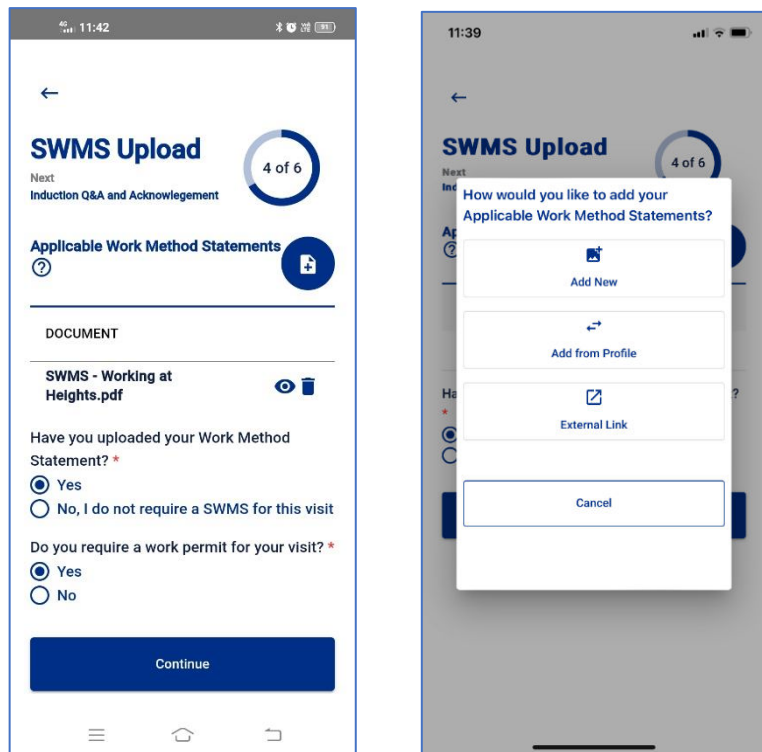 4G 11:42
SWMS Upload
4 of 6
Next
Induction Q&A and Acknowlegement
Applicable Work Method Statements
DOCUMENT
SWMS - Working at
Heights.pdf
Have you uploaded your Work Method
Statement? *
Yes
No, I do not require a SWMS for this visit
Do you require a work permit for your visit? *
Yes
No
Continue
11:39
SWMS Upload
4 of 6
Next
Ind
How would you like to add your
Applicable Work Method Statements?
Ap
Add New
Add from Profile
External Link
Ha
?
*
Cancel